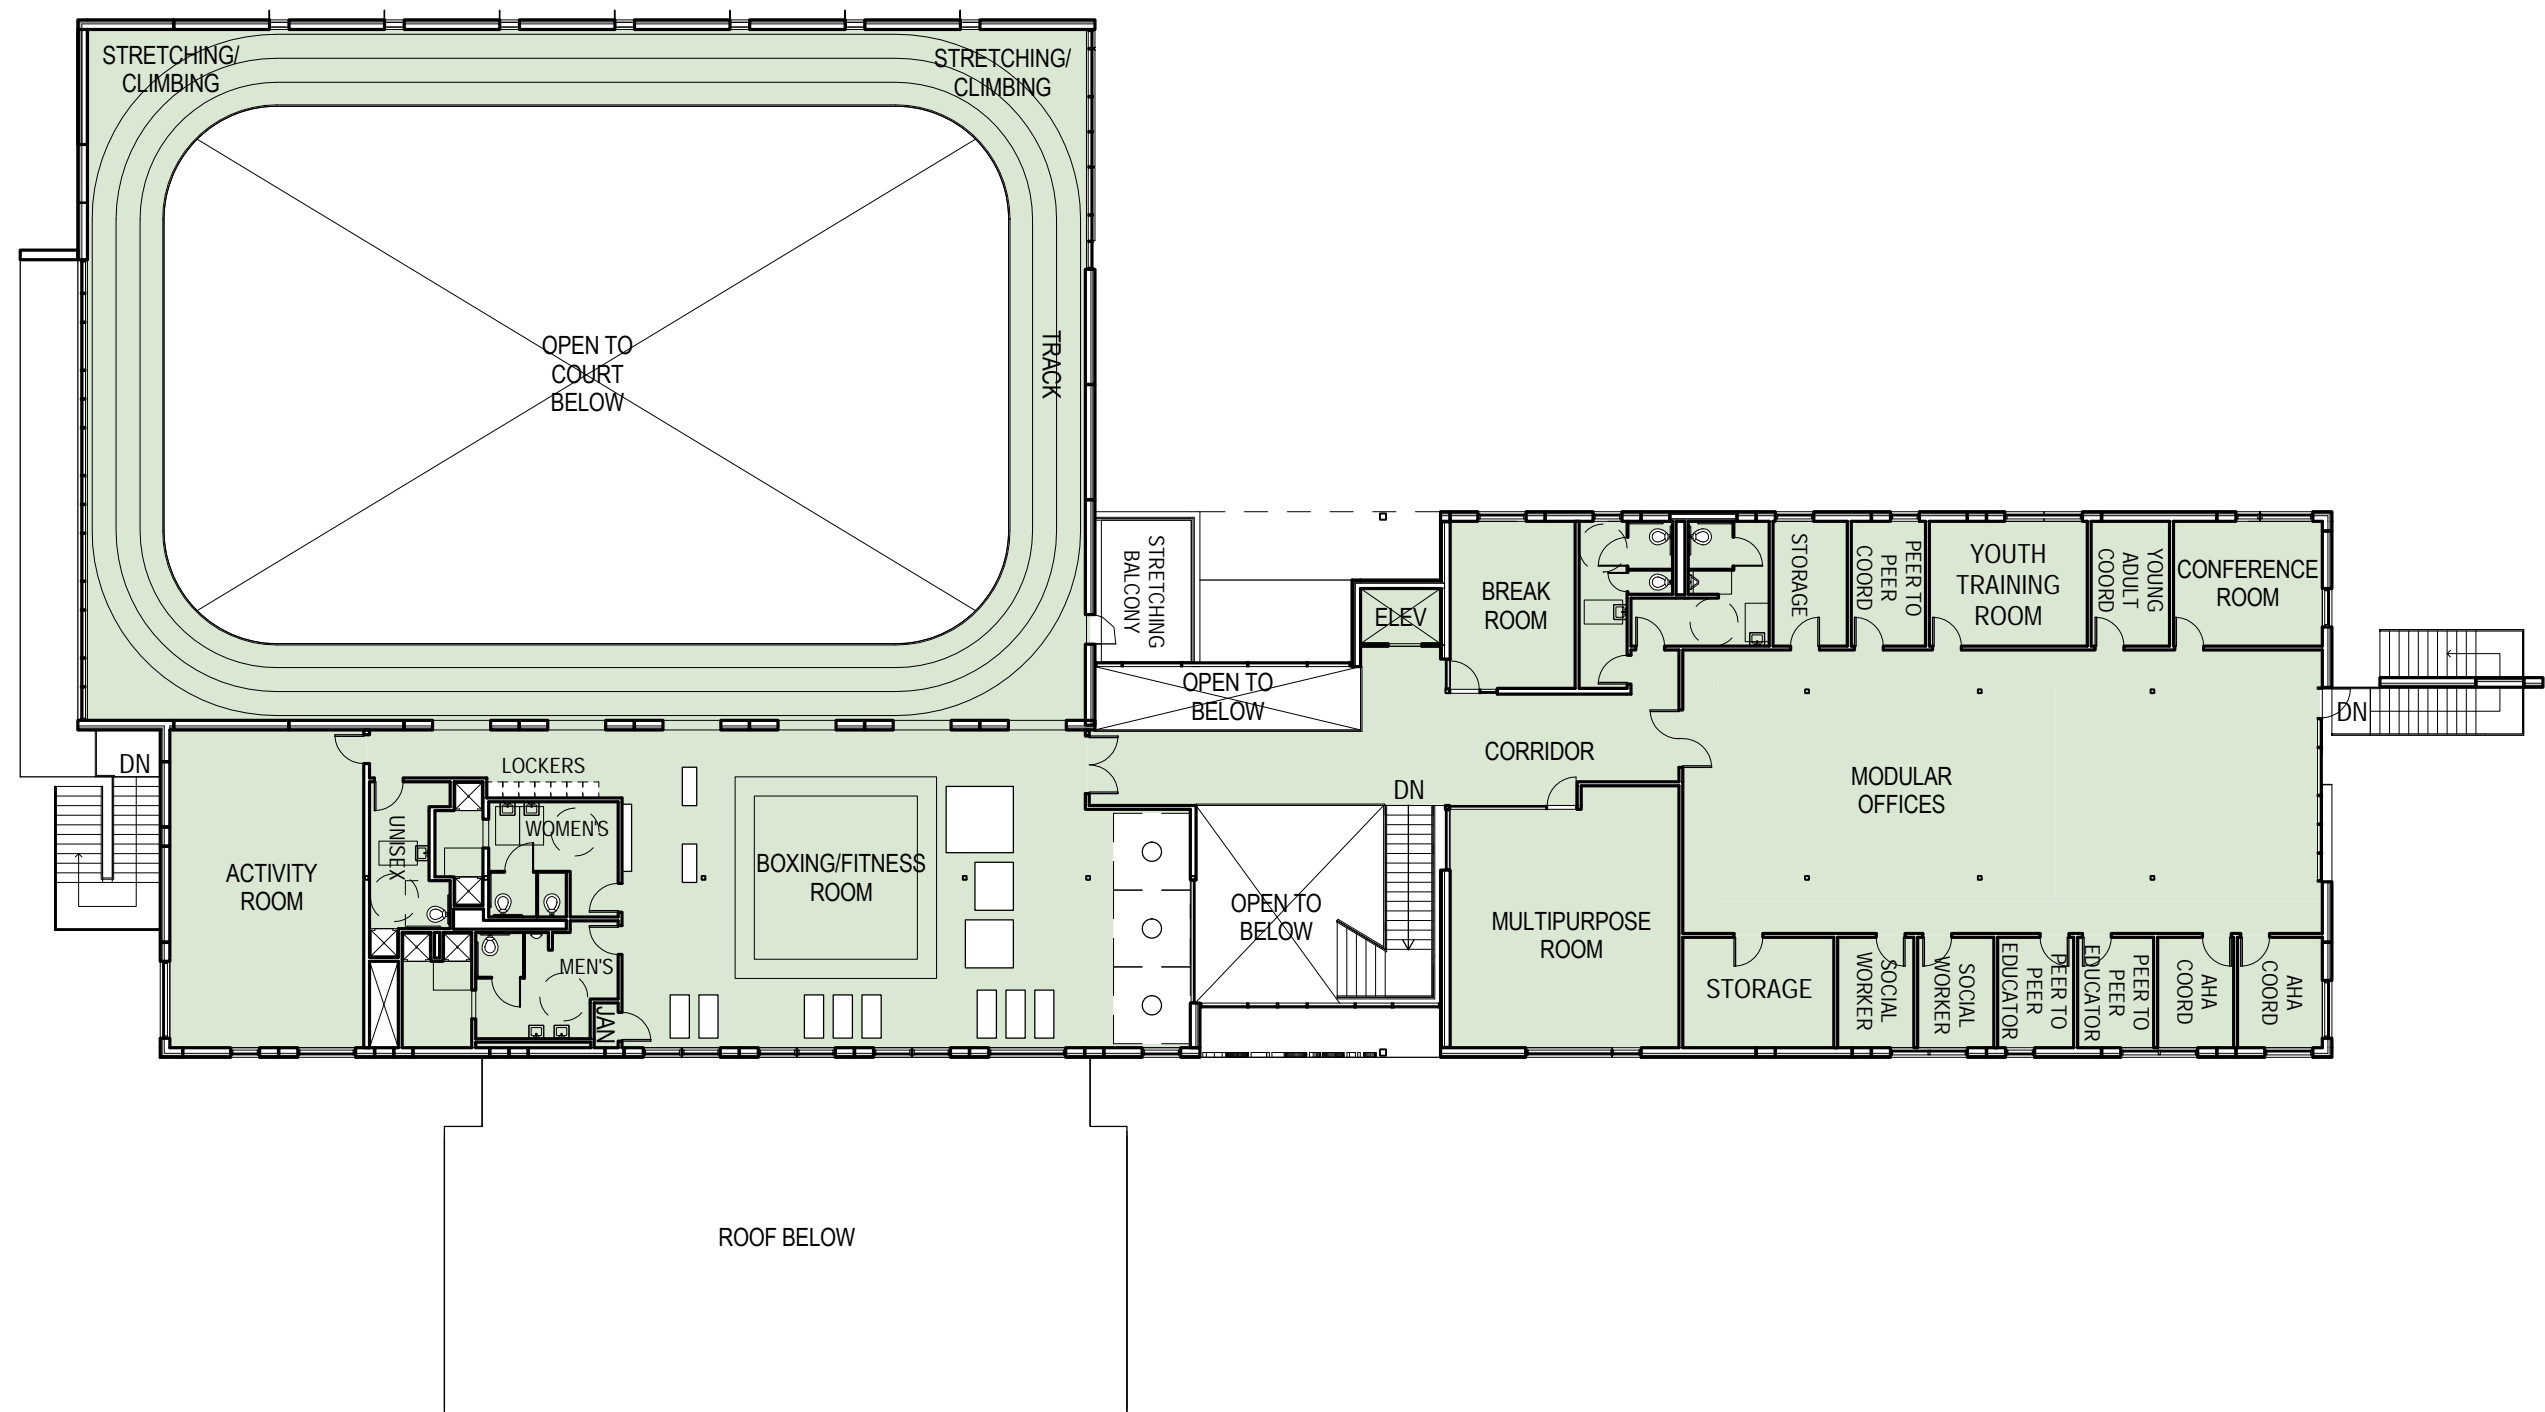 STRETCHING/
CLIMBING
STRETCHING/
CLIMBING
OPEN TO
COURT
BELOW
TRACK
STRETCHING
BALCONY
OPEN TO
BELOW
ELEV
BREAK
ROOM
STORAGE
PEER TO
PEER
COORD
YOUTH
TRAINING
ROOM
YOUNG
ADULT
COORD
CONFERENCE
ROOM
DN
CORRIDOR
MODULAR
OFFICES
DN
DN
LOCKERS
UNISEX
WOMEN'S
ACTIVITY
ROOM
BOXING/FITNESS
ROOM
OPEN TO
BELOW
MULTIPURPOSE
ROOM
MEN'S
JAN
STORAGE
SOCIAL
WORKER
SOCIAL
WORKER
PEER TO
PEER
EDUCATOR
PEER TO
PEER
EDUCATOR
AHA
COORD
AHA
COORD
ROOF BELOW